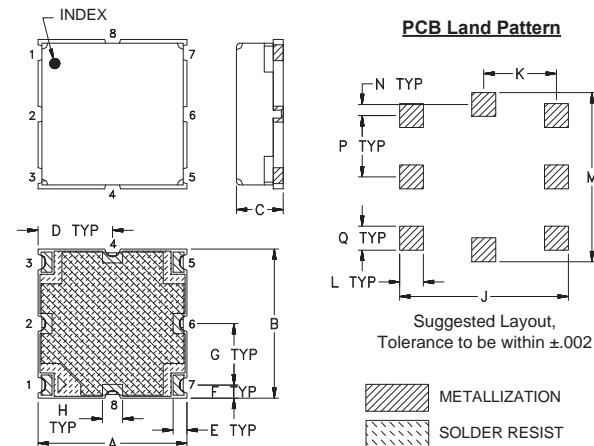 INDEX
8
1
7
2
6
3
5
4
C
D TYP
4
3
5
2
6
1
7
8
B
G TYP
F TYP
H TYP
A
E TYP
PCB Land Pattern
K
N TYP
P TYP
M
Q TYP
L TYP
J
Suggested Layout,
Tolerance to be within ±.002
METALLIZATION
SOLDER RESIST